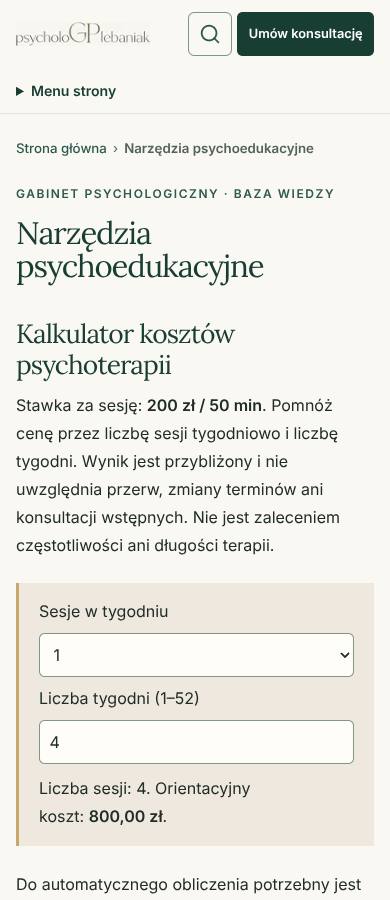 psycholoGPlebaniak
Umów konsultację
▶ Menu strony
Strona główna › Narzędzia psychoedukacyjne
GABINET PSYCHOLOGICZNY · BAZA WIEDZY
Narzędzia
psychoedukacyjne
Kalkulator kosztów
psychoterapii
Stawka za sesję: 200 zł / 50 min. Pomnóż
cenę przez liczbę sesji tygodniowo i liczbę
tygodni. Wynik jest przybliżony i nie
uwzględnia przerw, zmiany terminów ani
konsultacji wstępnych. Nie jest zaleceniem
częstotliwości ani długości terapii.
Sesje w tygodniu
1
Liczba tygodni (1–52)
4
Liczba sesji: 4. Orientacyjny
koszt: 800,00 zł.
Do automatycznego obliczenia potrzebny jest